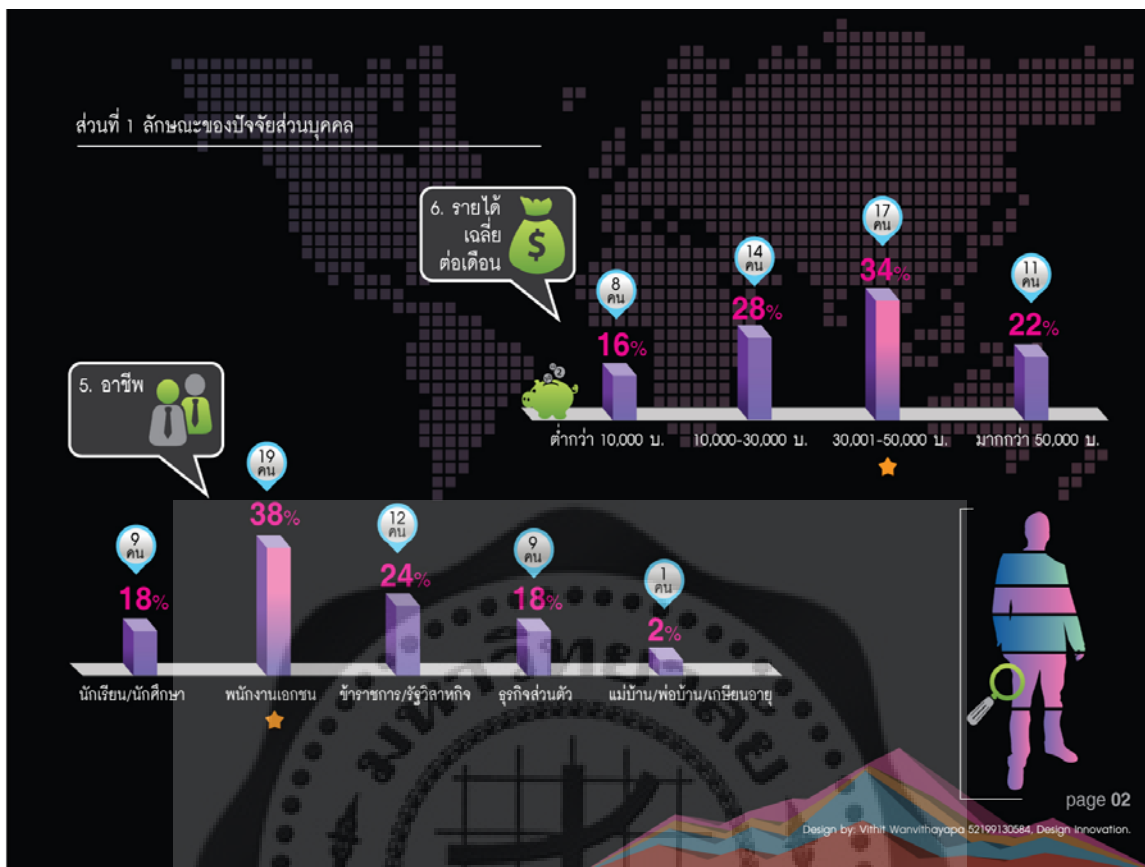 ส่วนที่ 1 ลักษณะของปัจจัยส่วนบุคคล
6. รายได้
เฉลี่ย
ต่อเดือน
$
8
คน
16%
14
คน
28%
17
คน
34%
11
คน
22%
ต่ำกว่า 10,000 บ.
10,000-30,000 บ.
30,001-50,000 บ.
มากกว่า 50,000 บ.
5. อาชีพ
9
คน
18%
19
คน
38%
12
คน
24%
9
คน
18%
1
คน
2%
นักเรียน/นักศึกษา
พนักงานเอกชน
ข้าราชการ/รัฐวิสาหกิจ
ธุรกิจส่วนตัว
แม่บ้าน/พ่อบ้าน/เกษียนอายุ
มหาวิทยาลัย
page 02
Design by: Vithit Wanvithayapa 52199130584, Design Innovation.